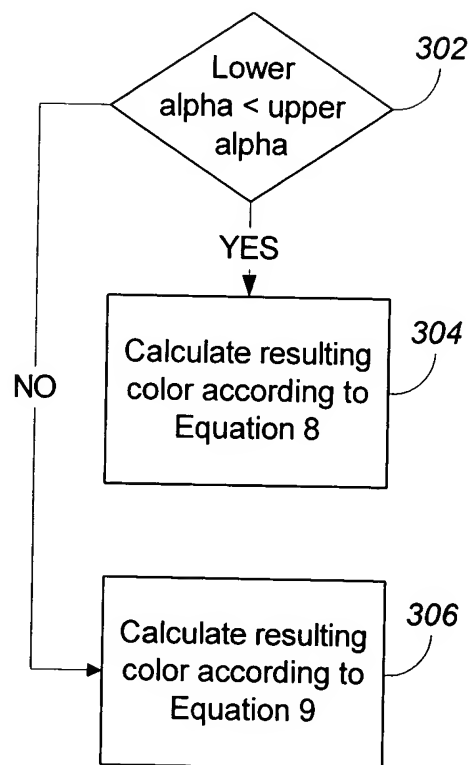 Lower
alpha < upper
alpha
302
YES
Calculate resulting
color according to
Equation 8
304
NO
Calculate resulting
color according to
Equation 9
306